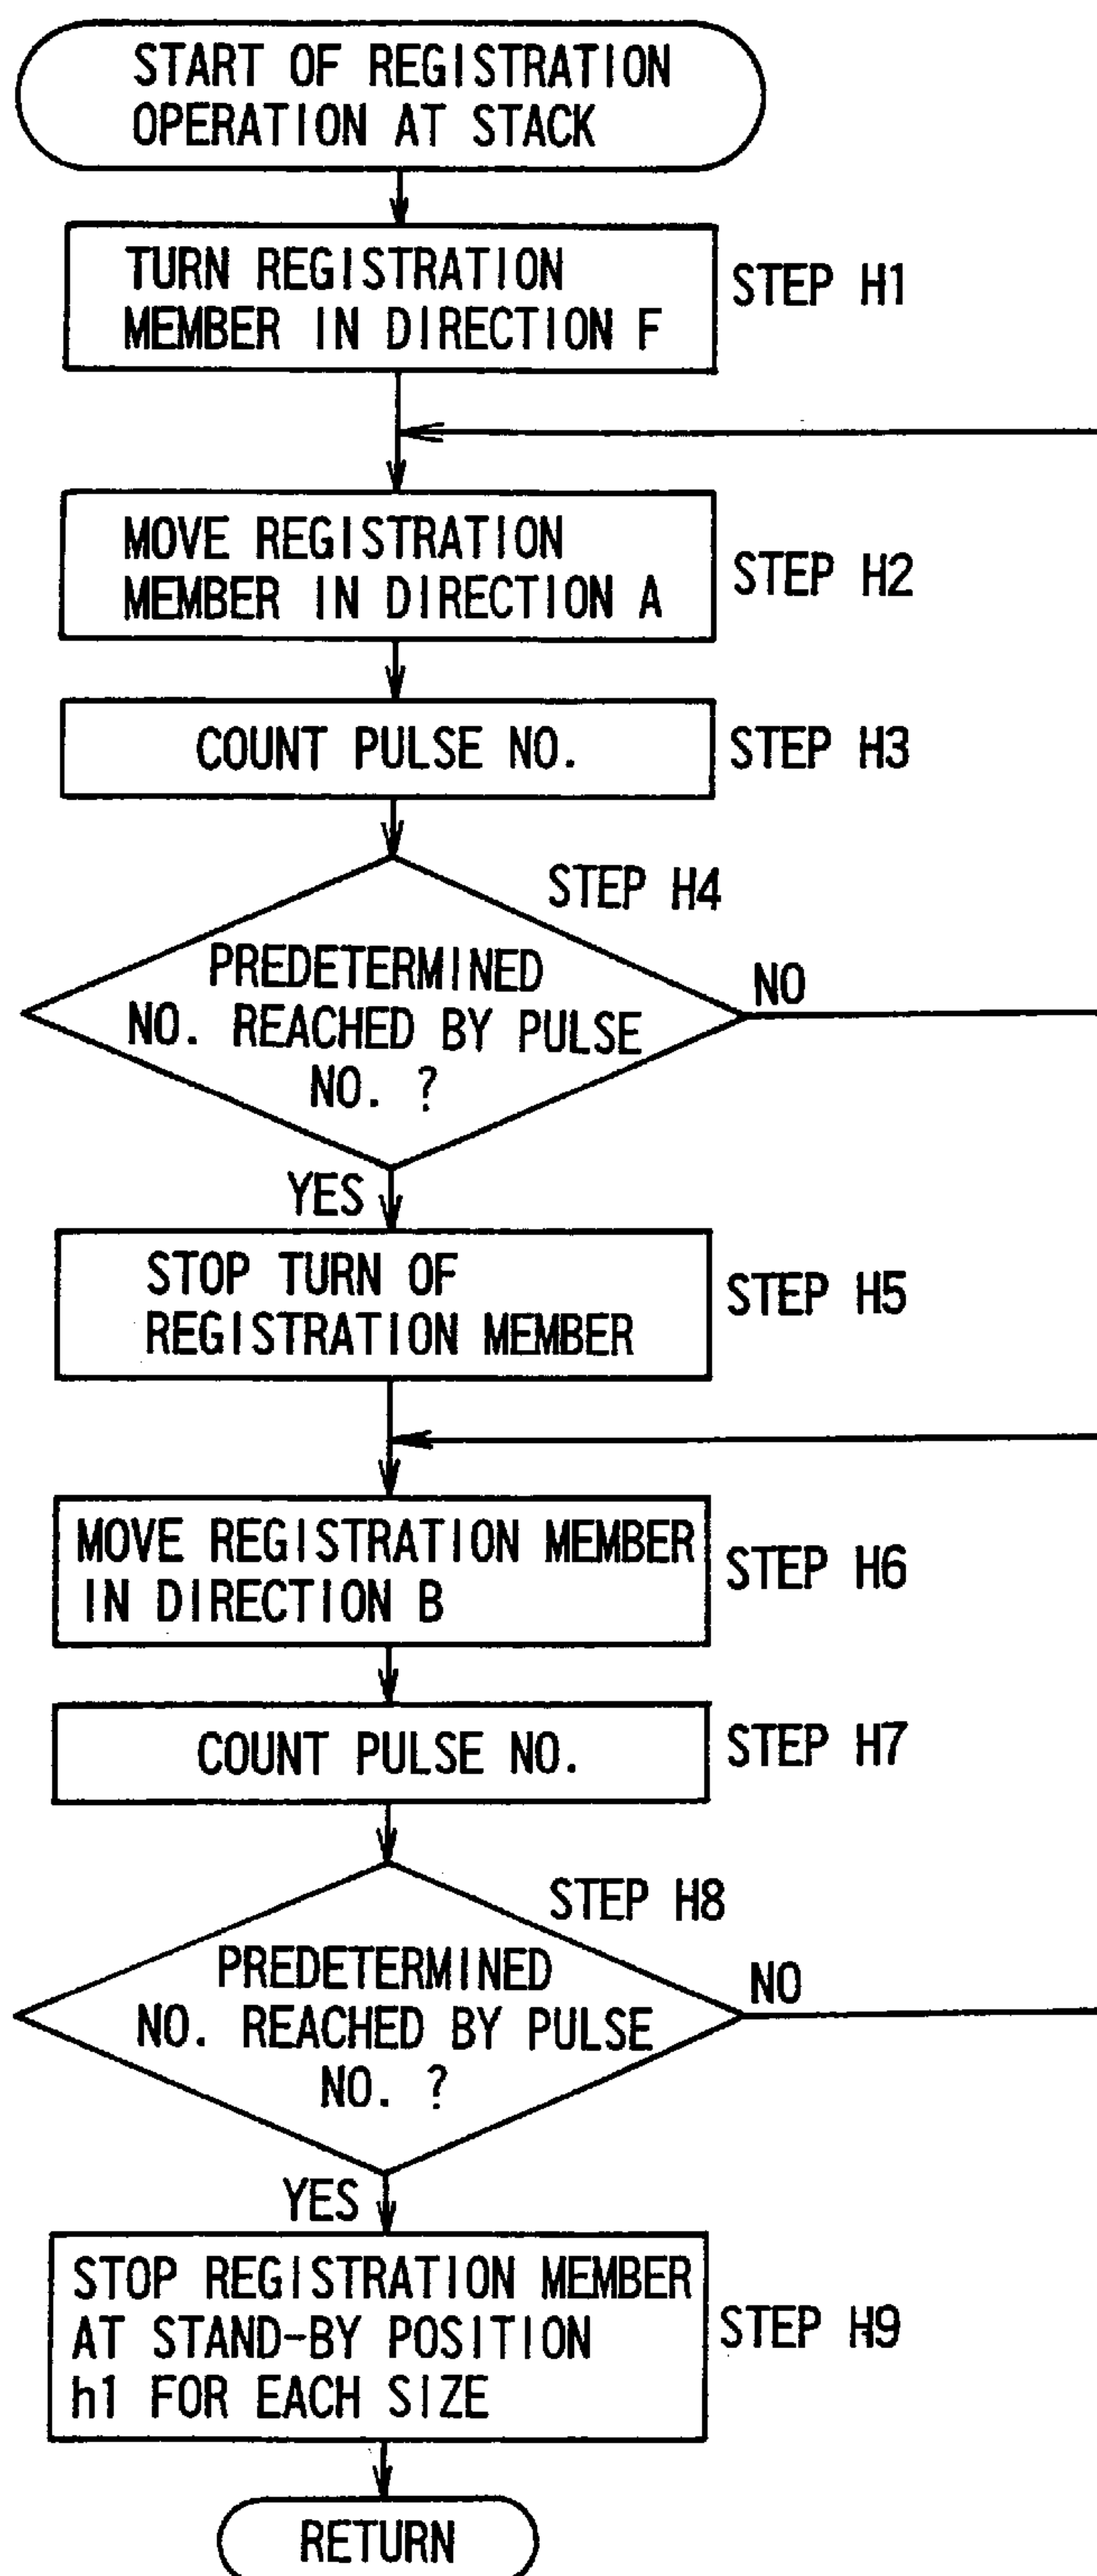 START OF REGISTRATION
OPERATION AT STACK
TURN REGISTRATION
MEMBER IN DIRECTION F
STEP H1
MOVE REGISTRATION
MEMBER IN DIRECTION A
STEP H2
COUNT PULSE NO.
STEP H3
STEP H4
PREDETERMINED
NO. REACHED BY PULSE
NO. ?
NO
YES
STOP TURN OF
REGISTRATION MEMBER
STEP H5
MOVE REGISTRATION MEMBER
IN DIRECTION B
STEP H6
COUNT PULSE NO.
STEP H7
STEP H8
PREDETERMINED
NO. REACHED BY PULSE
NO. ?
NO
YES
STOP REGISTRATION MEMBER
AT STAND-BY POSITION
h1 FOR EACH SIZE
STEP H9
RETURN